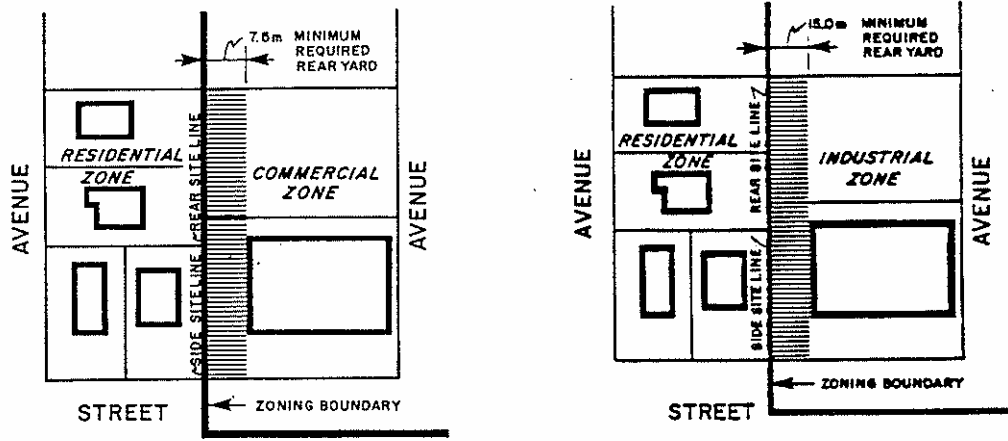 7.5m MINIMUM
REQUIRED
REAR YARD
RESIDENTIAL
ZONE
COMMERCIAL
ZONE
REAR SITE LINE
SIDE SITE LINE
AVENUE
AVENUE
STREET
ZONING BOUNDARY
15.0m MINIMUM
REQUIRED
REAR YARD
RESIDENTIAL
ZONE
INDUSTRIAL
ZONE
REAR SITE LINE
SIDE SITE LINE
AVENUE
AVENUE
STREET
ZONING BOUNDARY